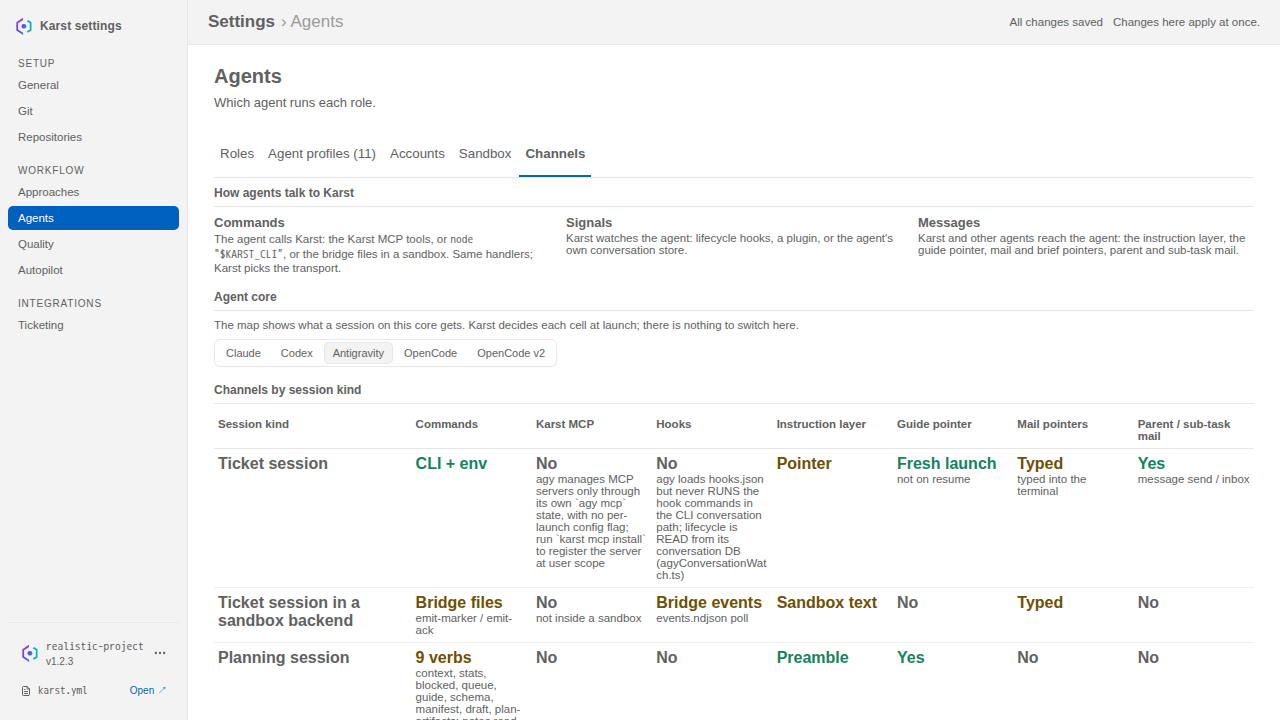 Karst settings
SETUP
General
Git
Repositories
WORKFLOW
Approaches
Agents
Quality
Autopilot
INTEGRATIONS
Ticketing
realistic-project
v1.2.3
karst.yml
Open ↗
Settings › Agents
All changes saved Changes here apply at once.
Agents
Which agent runs each role.
Roles Agent profiles (11) Accounts Sandbox Channels
How agents talk to Karst
Commands
The agent calls Karst: the Karst MCP tools, or node
"$KARST_CLI", or the bridge files in a sandbox. Same handlers;
Karst picks the transport.
Signals
Karst watches the agent: lifecycle hooks, a plugin, or the agent's
own conversation store.
Messages
Karst and other agents reach the agent: the instruction layer, the
guide pointer, mail and brief pointers, parent and sub-task mail.
Agent core
The map shows what a session on this core gets. Karst decides each cell at launch; there is nothing to switch here.
Claude Codex Antigravity OpenCode OpenCode v2
Channels by session kind
Session kind
Commands
Karst MCP
Hooks
Instruction layer
Guide pointer
Mail pointers
Parent / sub-task
mail
Ticket session
CLI + env
No
agy manages MCP
servers only through
its own `agy mcp`
state, with no per-
launch config flag;
run `karst mcp install`
to register the server
at user scope
No
agy loads hooks.json
but never RUNS the
hook commands in
the CLI conversation
path; lifecycle is
READ from its
conversation DB
(agyConversationWat
ch.ts)
Pointer
Fresh launch
not on resume
Typed
typed into the
terminal
Yes
message send / inbox
Ticket session in a
sandbox backend
Bridge files
emit-marker / emit-
ack
No
not inside a sandbox
Bridge events
events.ndjson poll
Sandbox text
No
Typed
No
Planning session
9 verbs
context, stats,
blocked, queue,
guide, schema,
manifest, draft, plan-
artifacts; notes read
No
No
Preamble
Yes
No
No